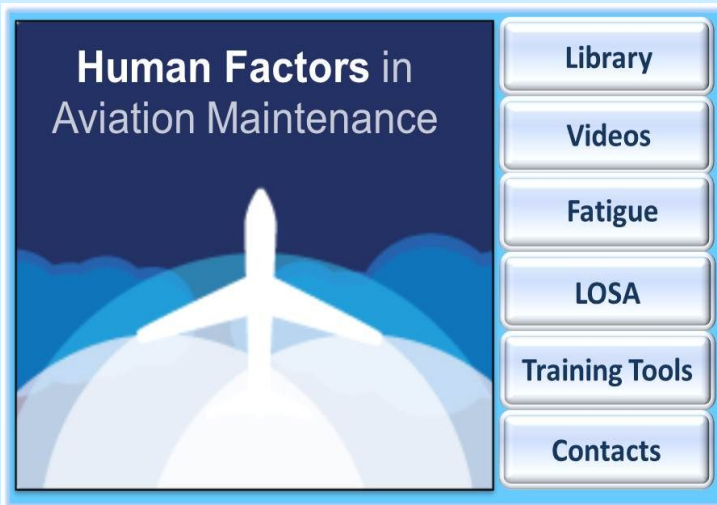 Human Factors in
Aviation Maintenance
Library
Videos
Fatigue
LOSA
Training Tools
Contacts